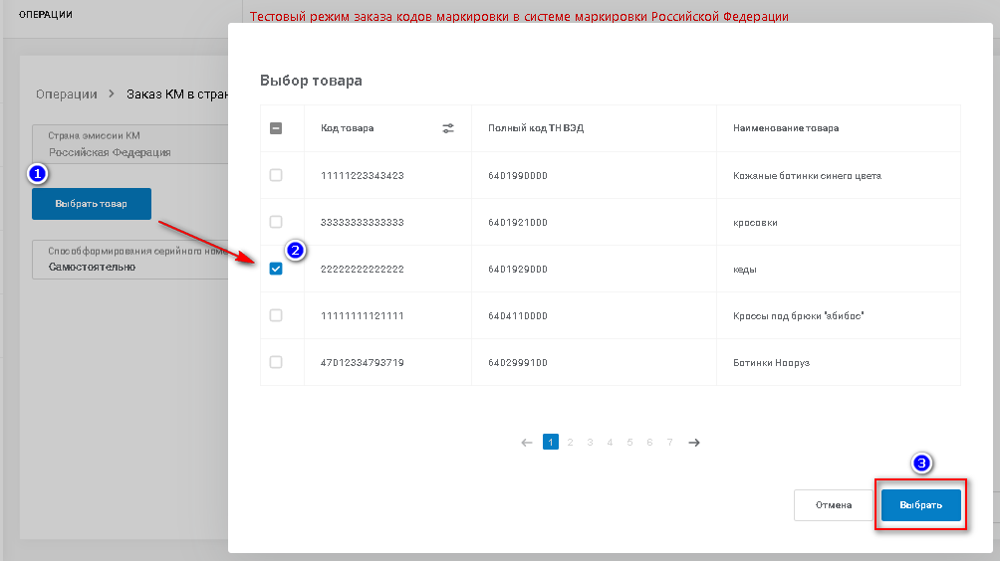 ОПЕРАЦИИ
Тестовый режим заказа кодов маркировки в системе маркировки Российской Федерации
Операции > Заказ КМ в стран
Страна эмиссии КМ
Российская Федерация
1
Выбрать товар
Способформирования серийного номе
Самостоятельно
Выбор товара
Код товара Полный код ТН ВЭД Наименование товара
11111223343423 6401990000 Кожаные ботинки синего цвета
33333333333333 6401921000 кросовки
2
22222222222222 6401929000 кеды
11111111121111 6404110000 Кроссы под брюки "абибос"
47012334793719 6402999100 Ботинки Нооруз
← 1 2 3 4 5 6 7 →
3
Отмена Выбрать